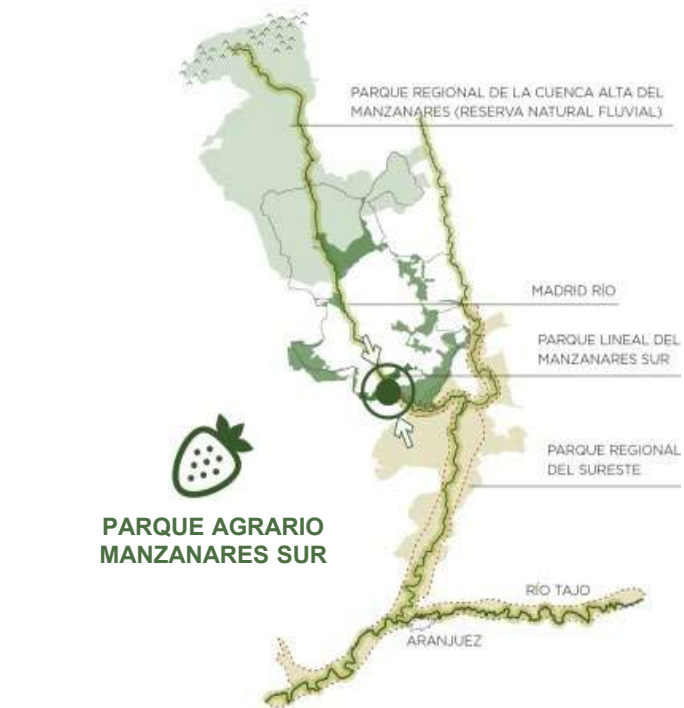 PARQUE REGIONAL DE LA CUENCA ALTA DEL
MANZANARES (RESERVA NATURAL FLUVIAL)
MADRID RÍO
PARQUE LINEAL DEL
MANZANARES SUR
PARQUE REGIONAL
DEL SURESTE
PARQUE AGRARIO
MANZANARES SUR
RÍO TAJO
ARANJUEZ